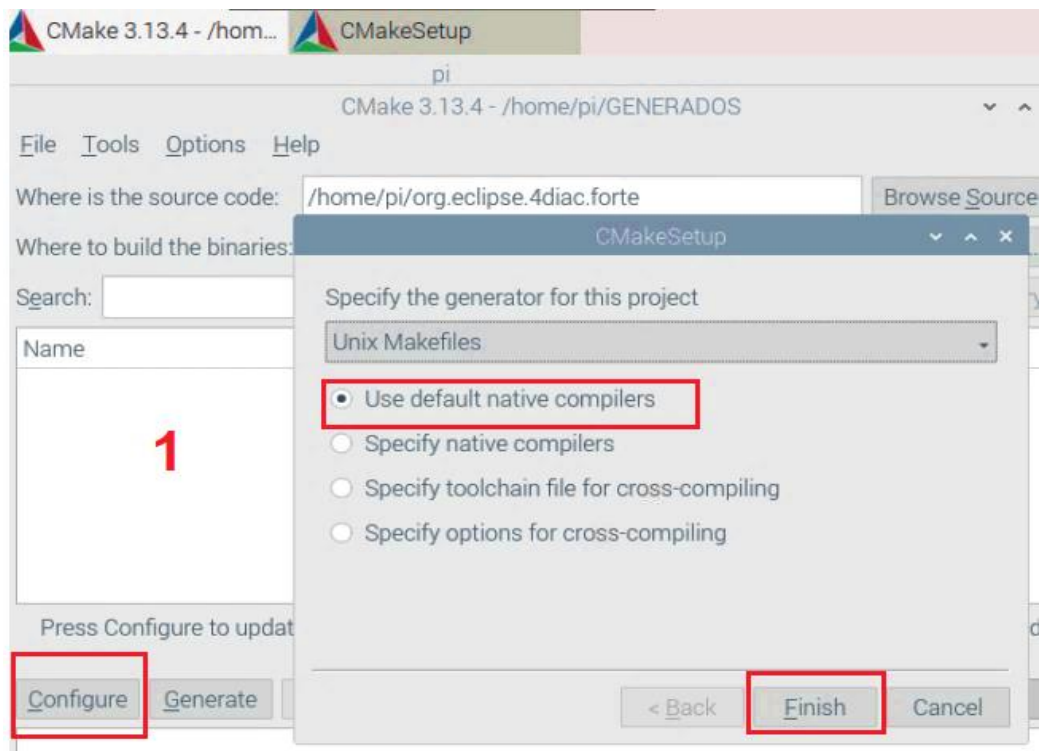 CMake 3.13.4 - /hom... CMakeSetup
pi
CMake 3.13.4 - /home/pi/GENERADOS
File Tools Options Help
Where is the source code: /home/pi/org.eclipse.4diac.forte Browse Source
Where to build the binaries:
CMakeSetup
Search:
Specify the generator for this project
Name
Unix Makefiles
Use default native compilers
1
Specify native compilers
Specify toolchain file for cross-compiling
Specify options for cross-compiling
Press Configure to updat
Configure Generate
< Back Finish Cancel